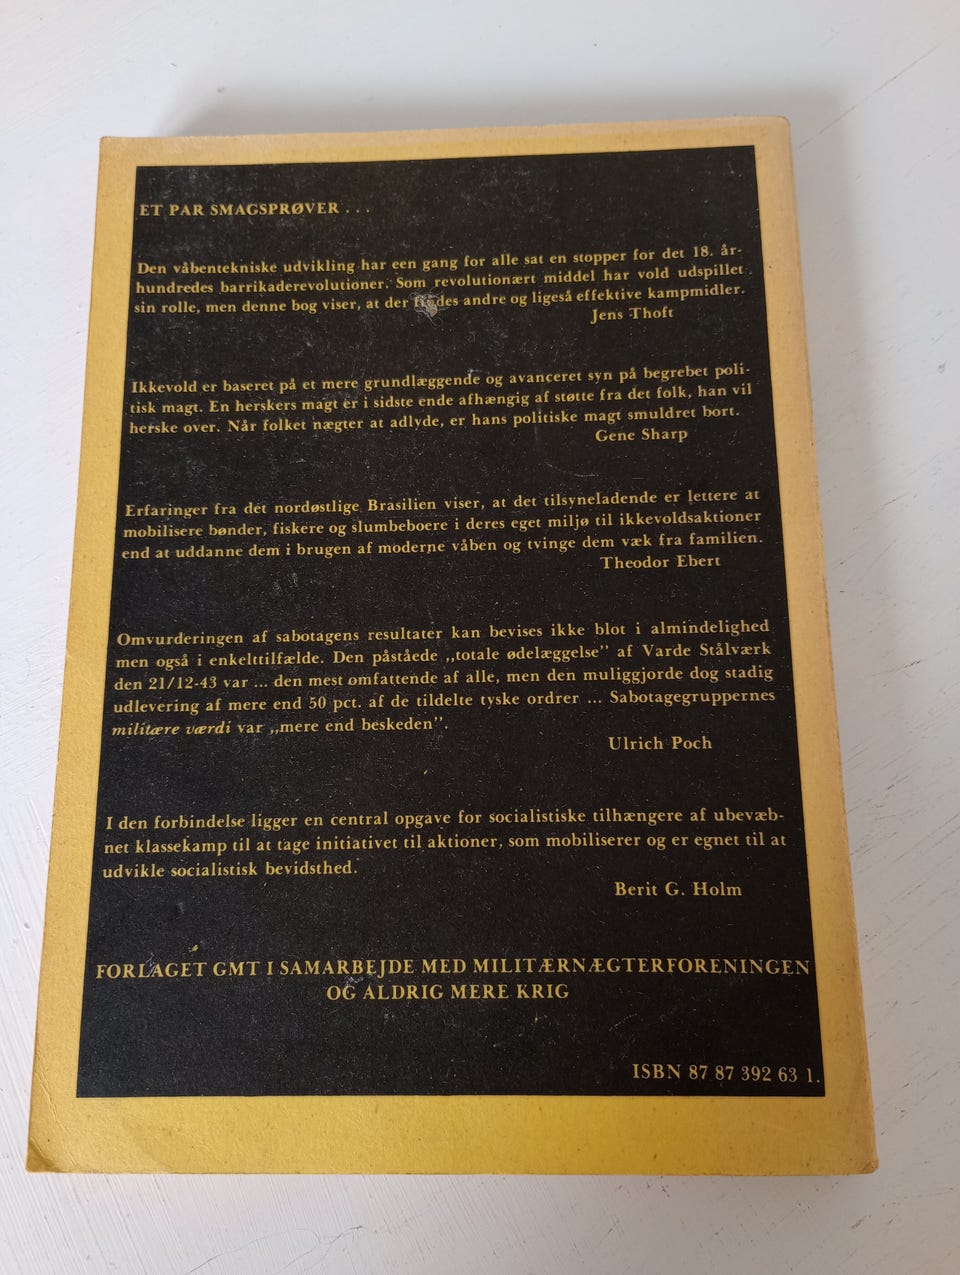 ET PAR SMAGSPRØVER . . .
Den våbentekniske udvikling har een gang for alle sat en stopper for det 18. år-
hundredes barrikaderevolutioner. Som revolutionært middel har vold udspillet
sin rolle, men denne bog viser, at der findes andre og ligeså effektive kampmidler.
Jens Thoft
Ikkevold er baseret på et mere grundlæggende og avanceret syn på begrebet poli-
tisk magt. En herskers magt er i sidste ende afhængig af støtte fra det folk, han vil
herske over. Når folket nægter at adlyde, er hans politiske magt smuldret bort.
Gene Sharp
Erfaringer fra det nordøstlige Brasilien viser, at det tilsyneladende er lettere at
mobilisere bønder, fiskere og slumbeboere i deres eget miljø til ikkevoldsaktioner
end at uddanne dem i brugen af moderne våben og tvinge dem væk fra familien.
Theodor Ebert
Omvurderingen af sabotagens resultater kan bevises ikke blot i almindelighed
men også i enkelttilfælde. Den påståede „totale ødelæggelse” af Varde Stålværk
den 21/12-43 var ... den mest omfattende af alle, men den muliggjorde dog stadig
udlevering af mere end 50 pct. af de tildelte tyske ordrer ... Sabotagegruppernes
militære værdi var „mere end beskeden”.
Ulrich Poch
I den forbindelse ligger en central opgave for socialistiske tilhængere af ubevæb-
net klassekamp til at tage initiativet til aktioner, som mobiliserer og er egnet til at
udvikle socialistisk bevidsthed.
Berit G. Holm
FORLAGET GMT I SAMARBEJDE MED MILITÆRNÆGTERFORENINGEN
OG ALDRIG MERE KRIG
ISBN 87 87 392 63 1.